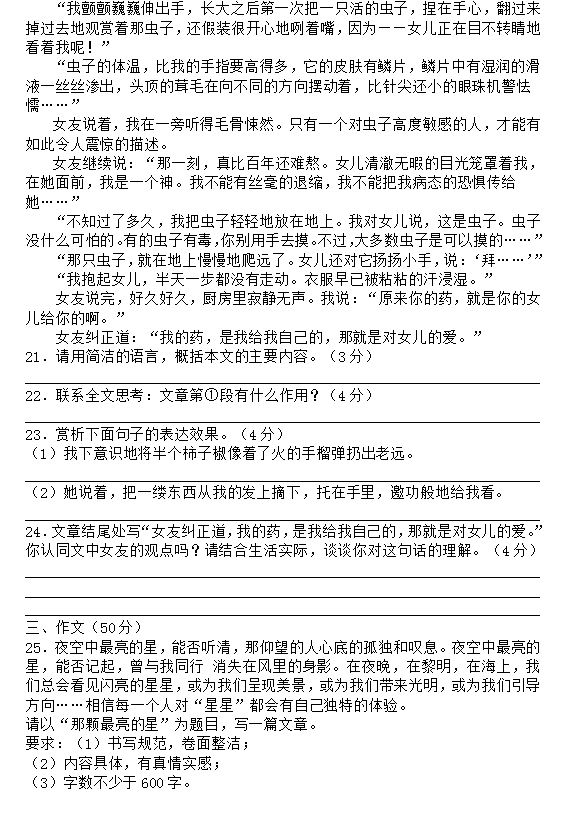 “我颤颤巍巍伸出手，长大之后第一次把一只活的虫子，捏在手心，翻过来
掉过去地观赏着那虫子，还假装很开心地咧着嘴，因为——女儿正在目不转睛地
看着我呢！”
“虫子的体温，比我的手指要高得多，它的皮肤有鳞片，鳞片中有湿润的滑
液一丝丝渗出，头顶的茸毛在向不同的方向摆动着，比针尖还小的眼珠机警怯
懦……”
女友说着，我在一旁听得毛骨悚然。只有一个对虫子高度敏感的人，才能有
如此令人震惊的描述。
女友继续说：“那一刻，真比百年还难熬。女儿清澈无暇的目光笼罩着我，
在她面前，我是一个神。我不能有丝毫的退缩，我不能把我病态的恐惧传给
她……”
“不知过了多久，我把虫子轻轻地放在地上。我对女儿说，这是虫子。虫子
没什么可怕的。有的虫子有毒，你别用手去摸。不过，大多数虫子是可以摸的……”
“那只虫子，就在地上慢慢地爬远了。女儿还对它扬扬小手，说：‘拜……’”
“我抱起女儿，半天一步都没有走动。衣服早已被粘粘的汗浸湿。”
女友说完，好久好久，厨房里寂静无声。我说：“原来你的药，就是你的女
儿给你的啊。”
女友纠正道：“我的药，是我给我自己的，那就是对女儿的爱。”
21．请用简洁的语言，概括本文的主要内容。（3分）
22．联系全文思考：文章第①段有什么作用？（4分）
23．赏析下面句子的表达效果。（4分）
（1）我下意识地将半个柿子椒像着了火的手榴弹扔出老远。
（2）她说着，把一缕东西从我的发上摘下，托在手里，邀功般地给我看。
24．文章结尾处写“女友纠正道，我的药，是我给我自己的，那就是对女儿的爱。”
你认同文中女友的观点吗？请结合生活实际，谈谈你对这句话的理解。（4分）
三、作文（50分）
25．夜空中最亮的星，能否听清，那仰望的人心底的孤独和叹息。夜空中最亮的
星，能否记起，曾与我同行 消失在风里的身影。在夜晚，在黎明，在海上，我
们总会看见闪亮的星星，或为我们呈现美景，或为我们带来光明，或为我们引导
方向……相信每一个人对“星星”都会有自己独特的体验。
请以“那颗最亮的星”为题目，写一篇文章。
要求：（1）书写规范，卷面整洁；
（2）内容具体，有真情实感；
（3）字数不少于600字。